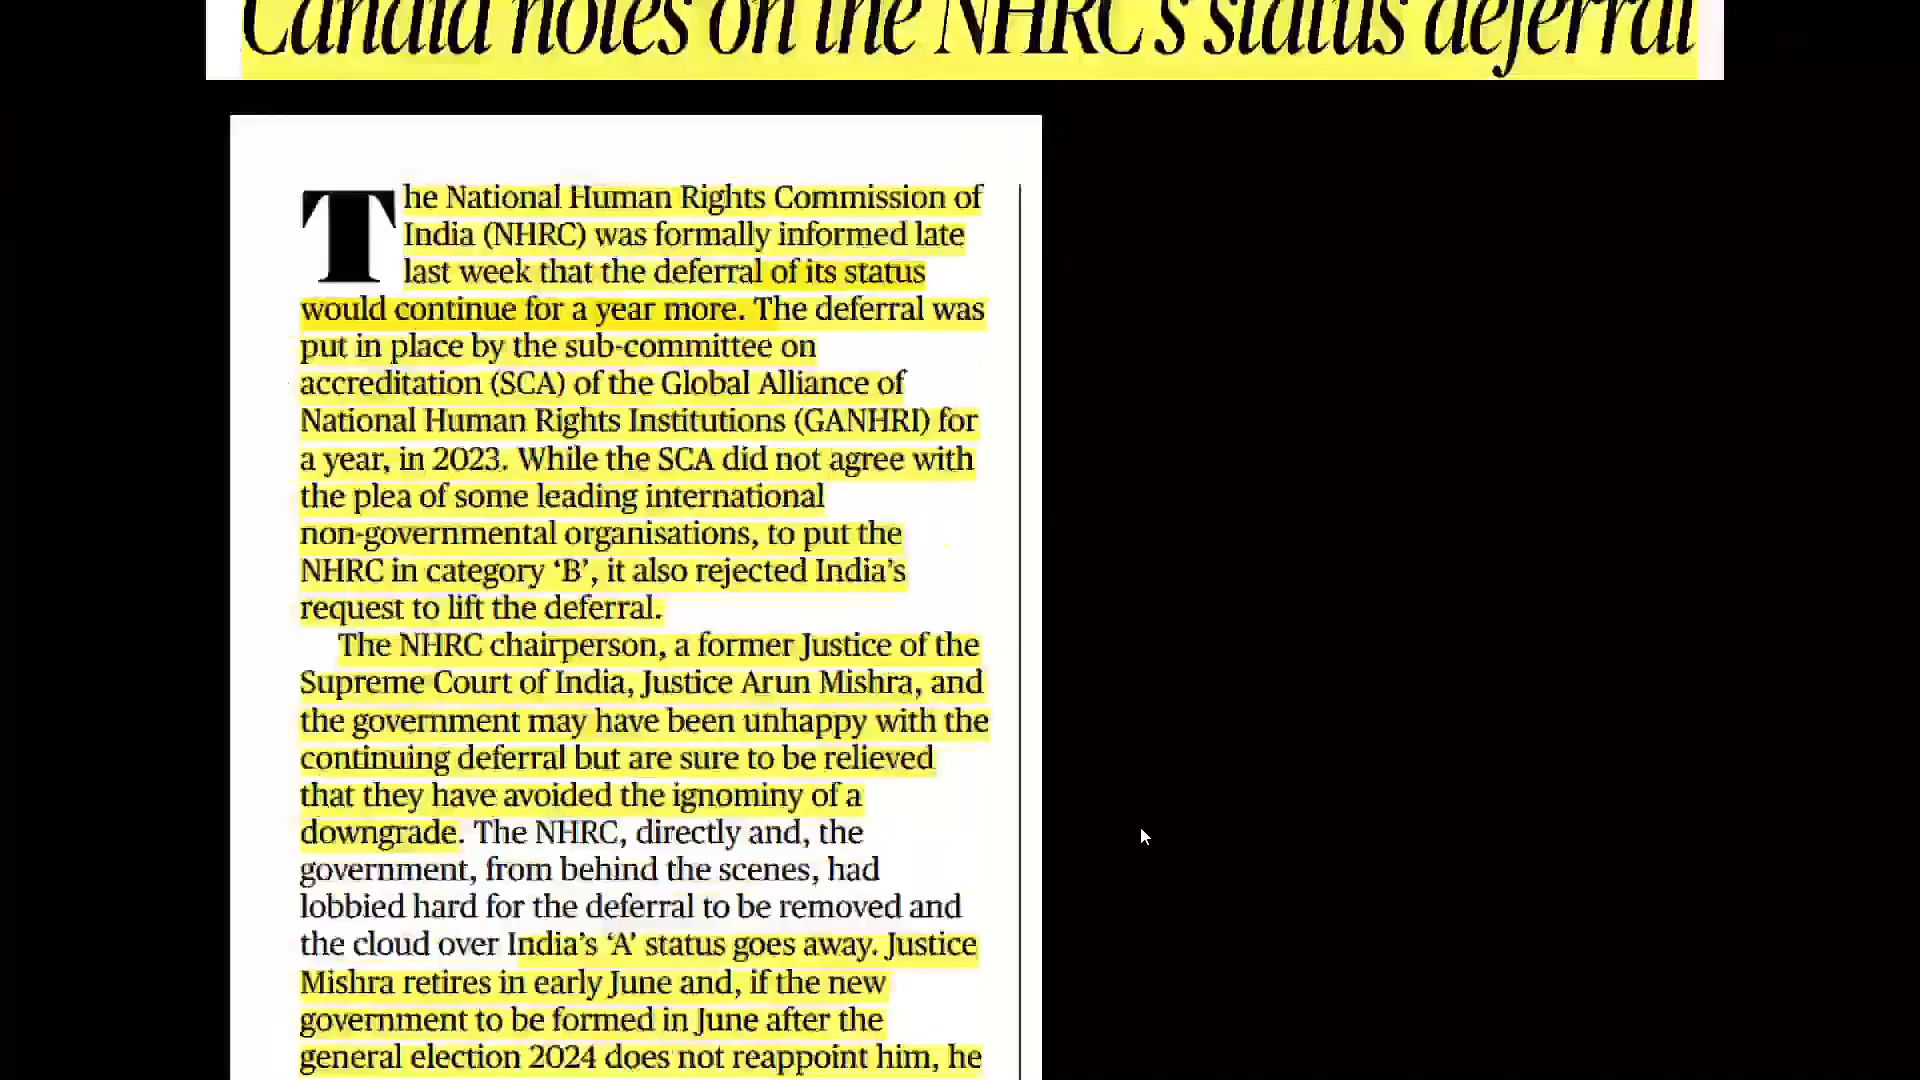 Candid notes on the NHRC's status deferral
The National Human Rights Commission of
India (NHRC) was formally informed late
last week that the deferral of its status
would continue for a year more. The deferral was
put in place by the sub-committee on
accreditation (SCA) of the Global Alliance of
National Human Rights Institutions (GANHRI) for
a year, in 2023. While the SCA did not agree with
the plea of some leading international
non-governmental organisations, to put the
NHRC in category ‘B’, it also rejected India’s
request to lift the deferral.
The NHRC chairperson, a former Justice of the
Supreme Court of India, Justice Arun Mishra, and
the government may have been unhappy with the
continuing deferral but are sure to be relieved
that they have avoided the ignominy of a
downgrade. The NHRC, directly and, the
government, from behind the scenes, had
lobbied hard for the deferral to be removed and
the cloud over India’s ‘A’ status goes away. Justice
Mishra retires in early June and, if the new
government to be formed in June after the
general election 2024 does not reappoint him, he